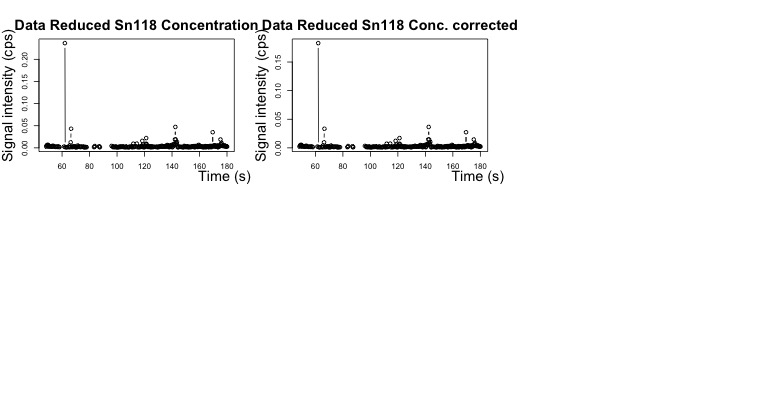 Data Reduced Sn118 Concentration
Signal intensity (cps)
0.00 0.05 0.10 0.15 0.20
60 80 100 120 140 160 180
Time (s)
Data Reduced Sn118 Conc. corrected
Signal intensity (cps)
0.00 0.05 0.10 0.15
60 80 100 120 140 160 180
Time (s)